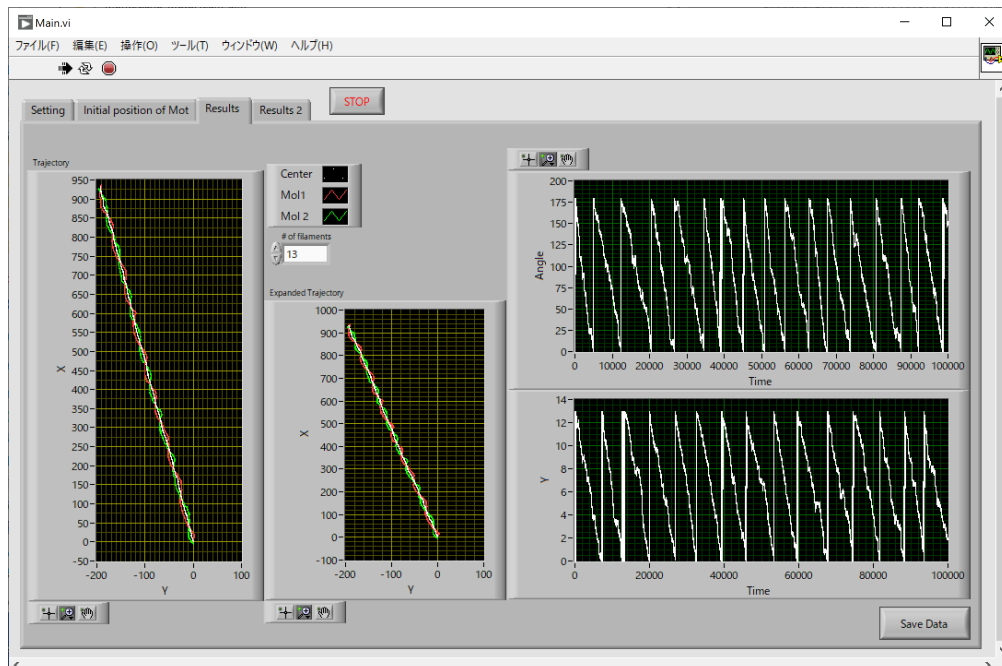 Main.vi
ファイル(F) 編集(E) 操作(O) ツール(T) ウィンドウ(W) ヘルプ(H)
Setting Initial position of Mot Results Results 2 STOP
Trajectory
950
900
850
800
750
700
650
600
550
500
450
400
350
300
250
200
150
100
50
0
-50
X
-200 -100 0 100
Y
Center
Mol1
Mol 2
# of filaments
13
Expanded Trajectory
1000
900
800
700
600
500
400
300
200
100
0
-100
X
-200 -100 0 100
Y
200
175
150
125
100
75
50
25
0
Angle
0 10000 20000 30000 40000 50000 60000 70000 80000 90000 100000
Time
14
12
10
8
6
4
2
0
Y
0 20000 40000 60000 80000 100000
Time
Save Data